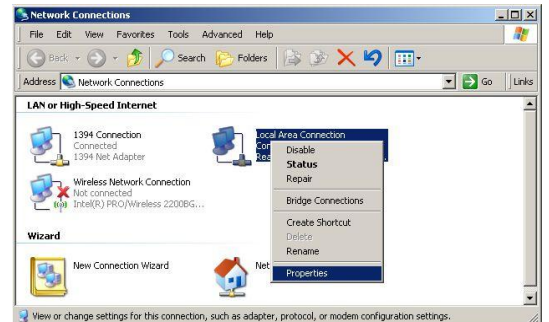 Network Connections
File Edit View Favorites Tools Advanced Help
Back Search Folders
Address Network Connections Go Links
LAN or High-Speed Internet
1394 Connection
Connected
1394 Net Adapter
Local Area Connection
Con
Rea
Wireless Network Connection
Not connected
Intel(R) PRO/Wireless 2200BG...
Disable
Status
Repair
Bridge Connections
Create Shortcut
Delete
Rename
Properties
Wizard
New Connection Wizard
Net
View or change settings for this connection, such as adapter, protocol, or modem configuration settings.